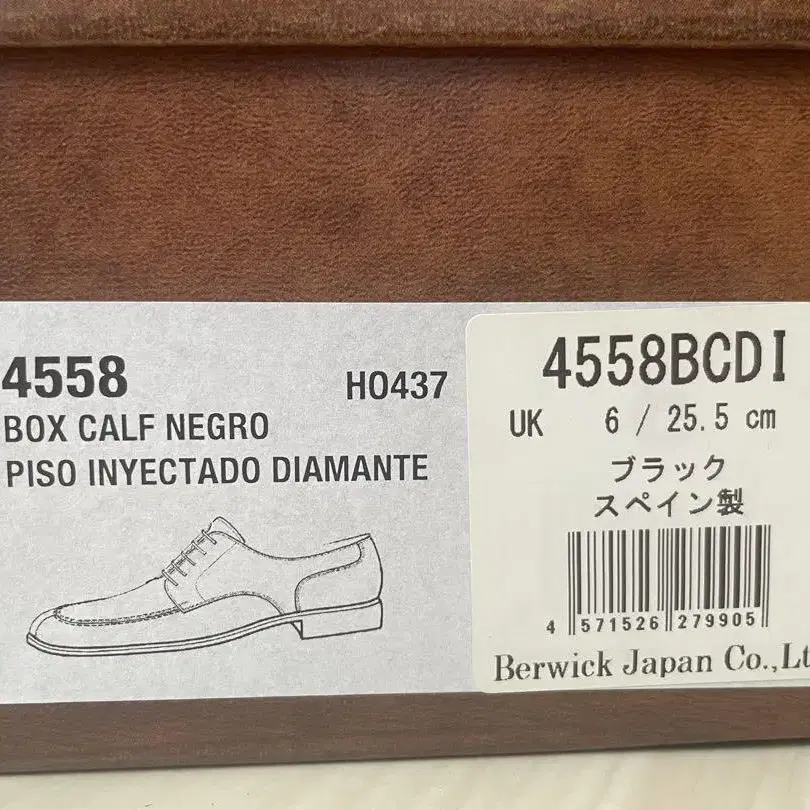 4558
HO437
BOX CALF NEGRO
PISO INYECTADO DIAMANTE
4558BCDI
UK 6 / 25.5 cm
ブラック
スペイン製
4 571526 279905
Berwick Japan Co.,Lt